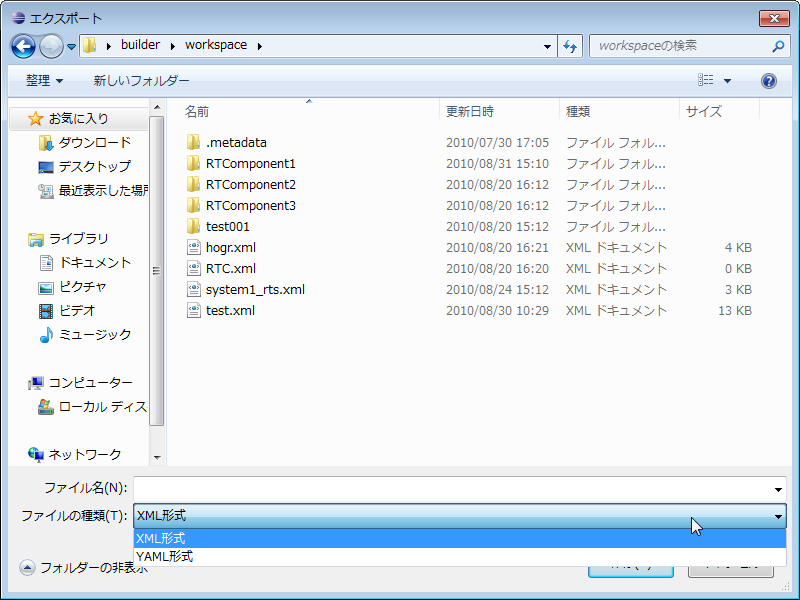 エクスポート
builder workspace
workspaceの検索
整理 新しいフォルダー
お気に入り
ダウンロード
デスクトップ
最近表示した場所
ライブラリ
ドキュメント
ピクチャ
ビデオ
ミュージック
コンピューター
ローカル ディス
ネットワーク
名前 更新日時 種類 サイズ
.metadata 2010/07/30 17:05 ファイル フォル...
RTComponent1 2010/08/31 15:10 ファイル フォル...
RTComponent2 2010/08/20 16:12 ファイル フォル...
RTComponent3 2010/08/20 16:12 ファイル フォル...
test001 2010/08/20 15:12 ファイル フォル...
hogr.xml 2010/08/20 16:21 XML ドキュメント 4 KB
RTC.xml 2010/08/20 16:20 XML ドキュメント 0 KB
system1_rts.xml 2010/08/24 15:12 XML ドキュメント 3 KB
test.xml 2010/08/30 10:29 XML ドキュメント 13 KB
ファイル名(N):
ファイルの種類(T): XML形式
XML形式
YAML形式
フォルダーの非表示